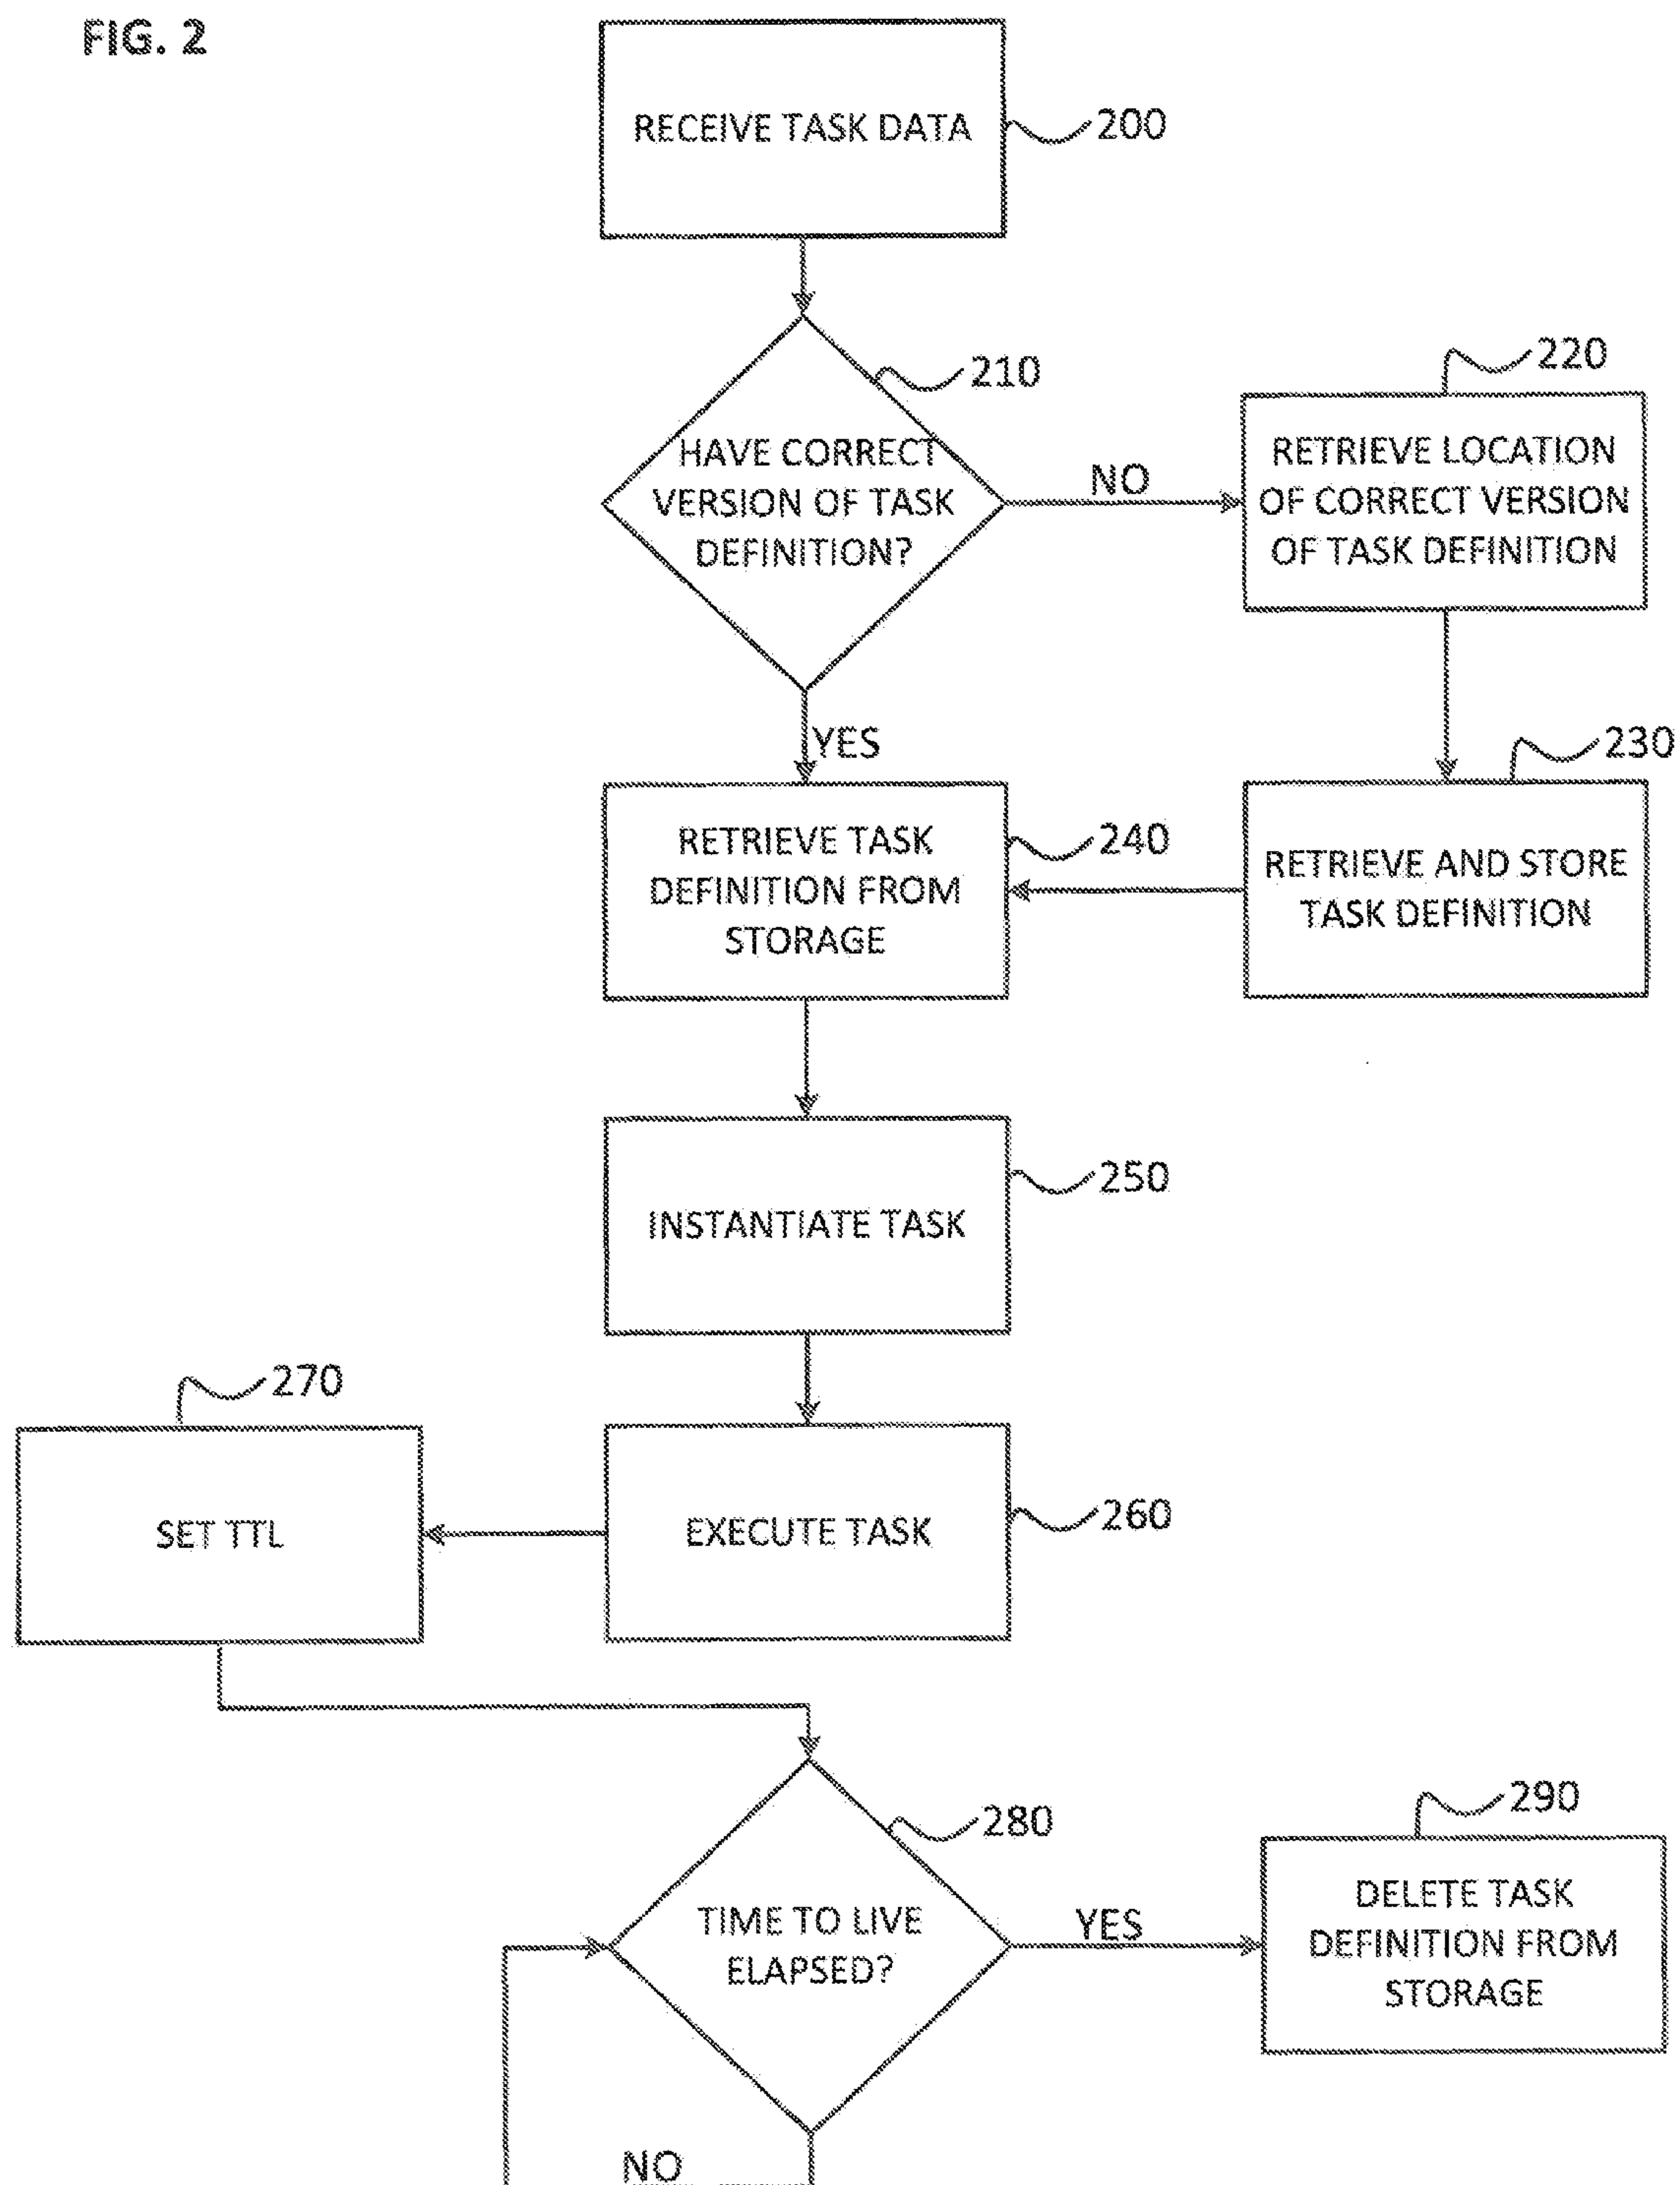 FIG. 2
RECEIVE TASK DATA
200
210
HAVE CORRECT
VERSION OF TASK
DEFINITION?
NO
220
RETRIEVE LOCATION
OF CORRECT VERSION
OF TASK DEFINITION
YES
230
RETRIEVE AND STORE
TASK DEFINITION
240
RETRIEVE TASK
DEFINITION FROM
STORAGE
250
INSTANTIATE TASK
260
EXECUTE TASK
270
SET TTL
280
TIME TO LIVE
ELAPSED?
YES
290
DELETE TASK
DEFINITION FROM
STORAGE
NO